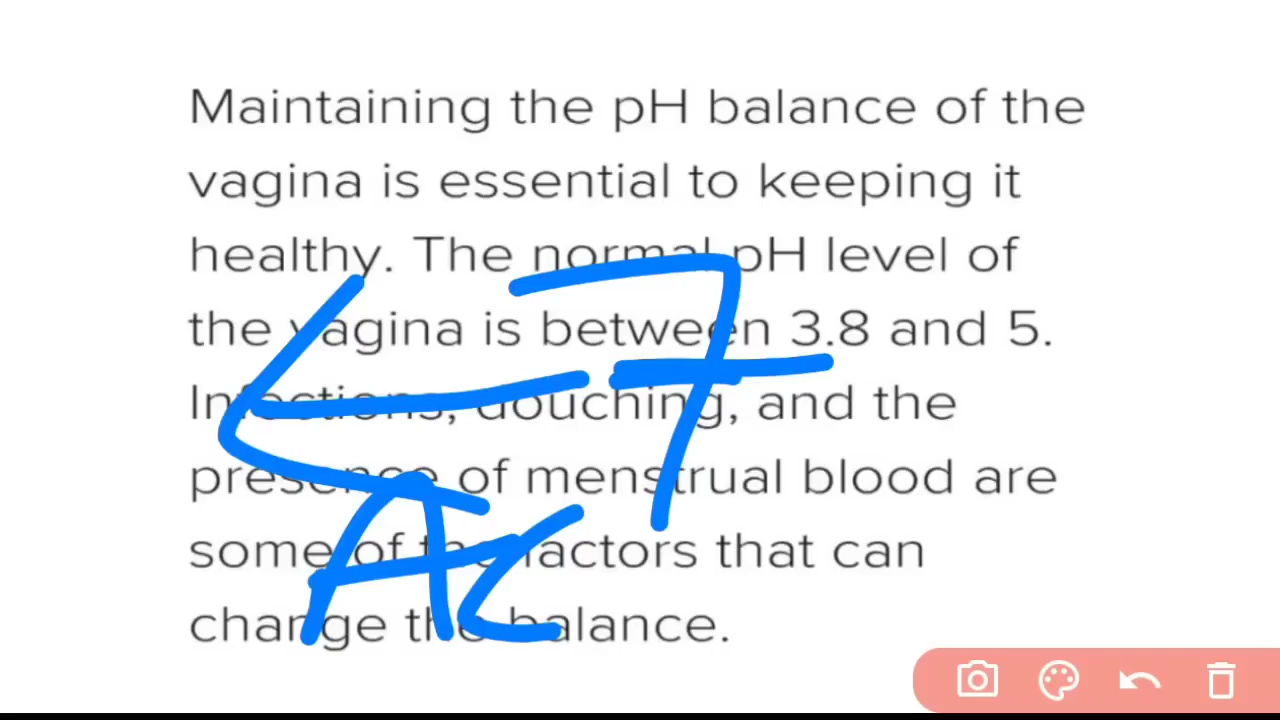 Maintaining the pH balance of the
vagina is essential to keeping it
healthy. The normal pH level of
the vagina is between 3.8 and 5.
7
Infections, douching, and the
presence of menstrual blood are
Ac
some of the factors that can
change the balance.